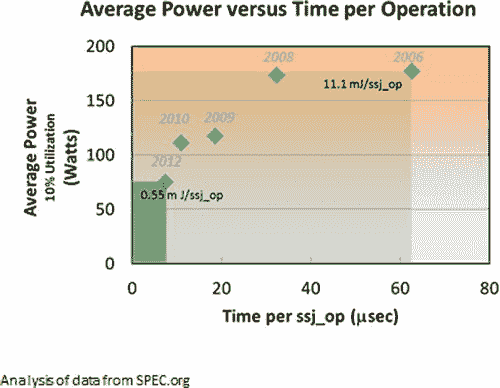 Average Power versus Time per Operation
Average Power
10% Utilization
(Watts)
200
150
100
50
0
2008
2006
11.1 mJ/ssj_op
2010
2009
2012
0.55 mJ/ssj_op
0
20
40
60
80
Time per ssj_op (µsec)
Analysis of data from SPEC.org